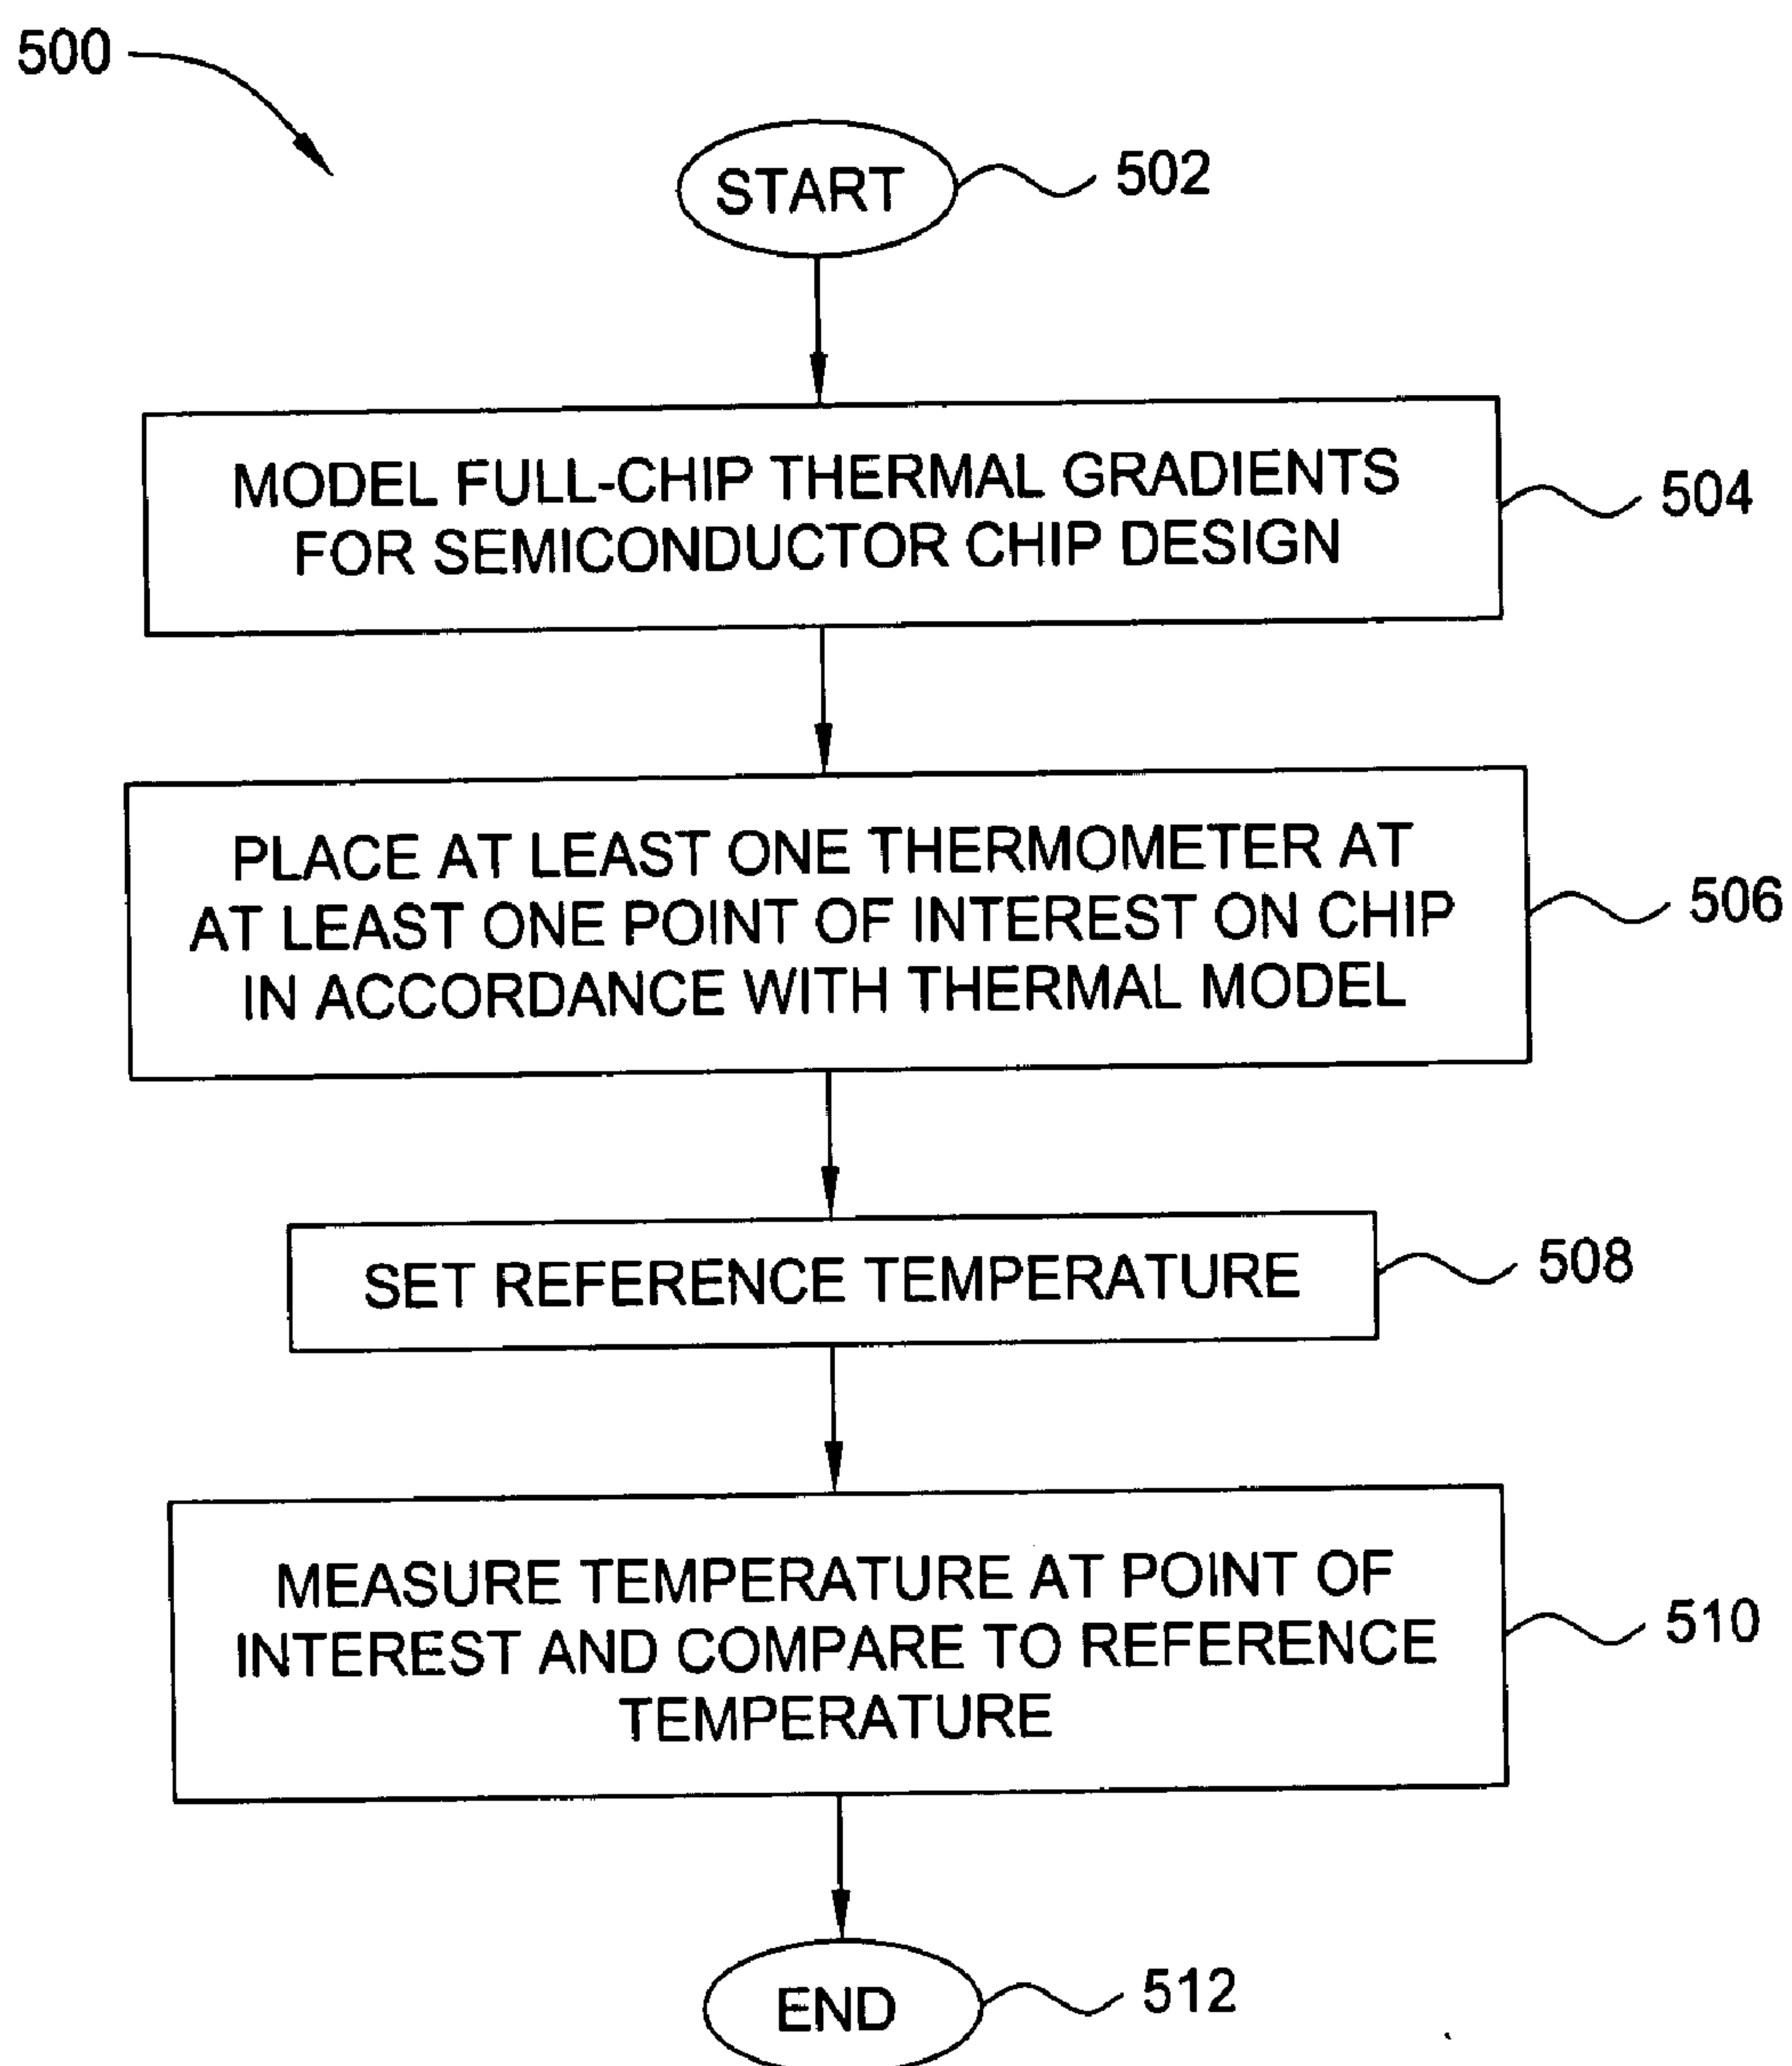 500
START
502
MODEL FULL-CHIP THERMAL GRADIENTS
FOR SEMICONDUCTOR CHIP DESIGN
504
PLACE AT LEAST ONE THERMOMETER AT
AT LEAST ONE POINT OF INTEREST ON CHIP
IN ACCORDANCE WITH THERMAL MODEL
506
SET REFERENCE TEMPERATURE
508
MEASURE TEMPERATURE AT POINT OF
INTEREST AND COMPARE TO REFERENCE
TEMPERATURE
510
END
512